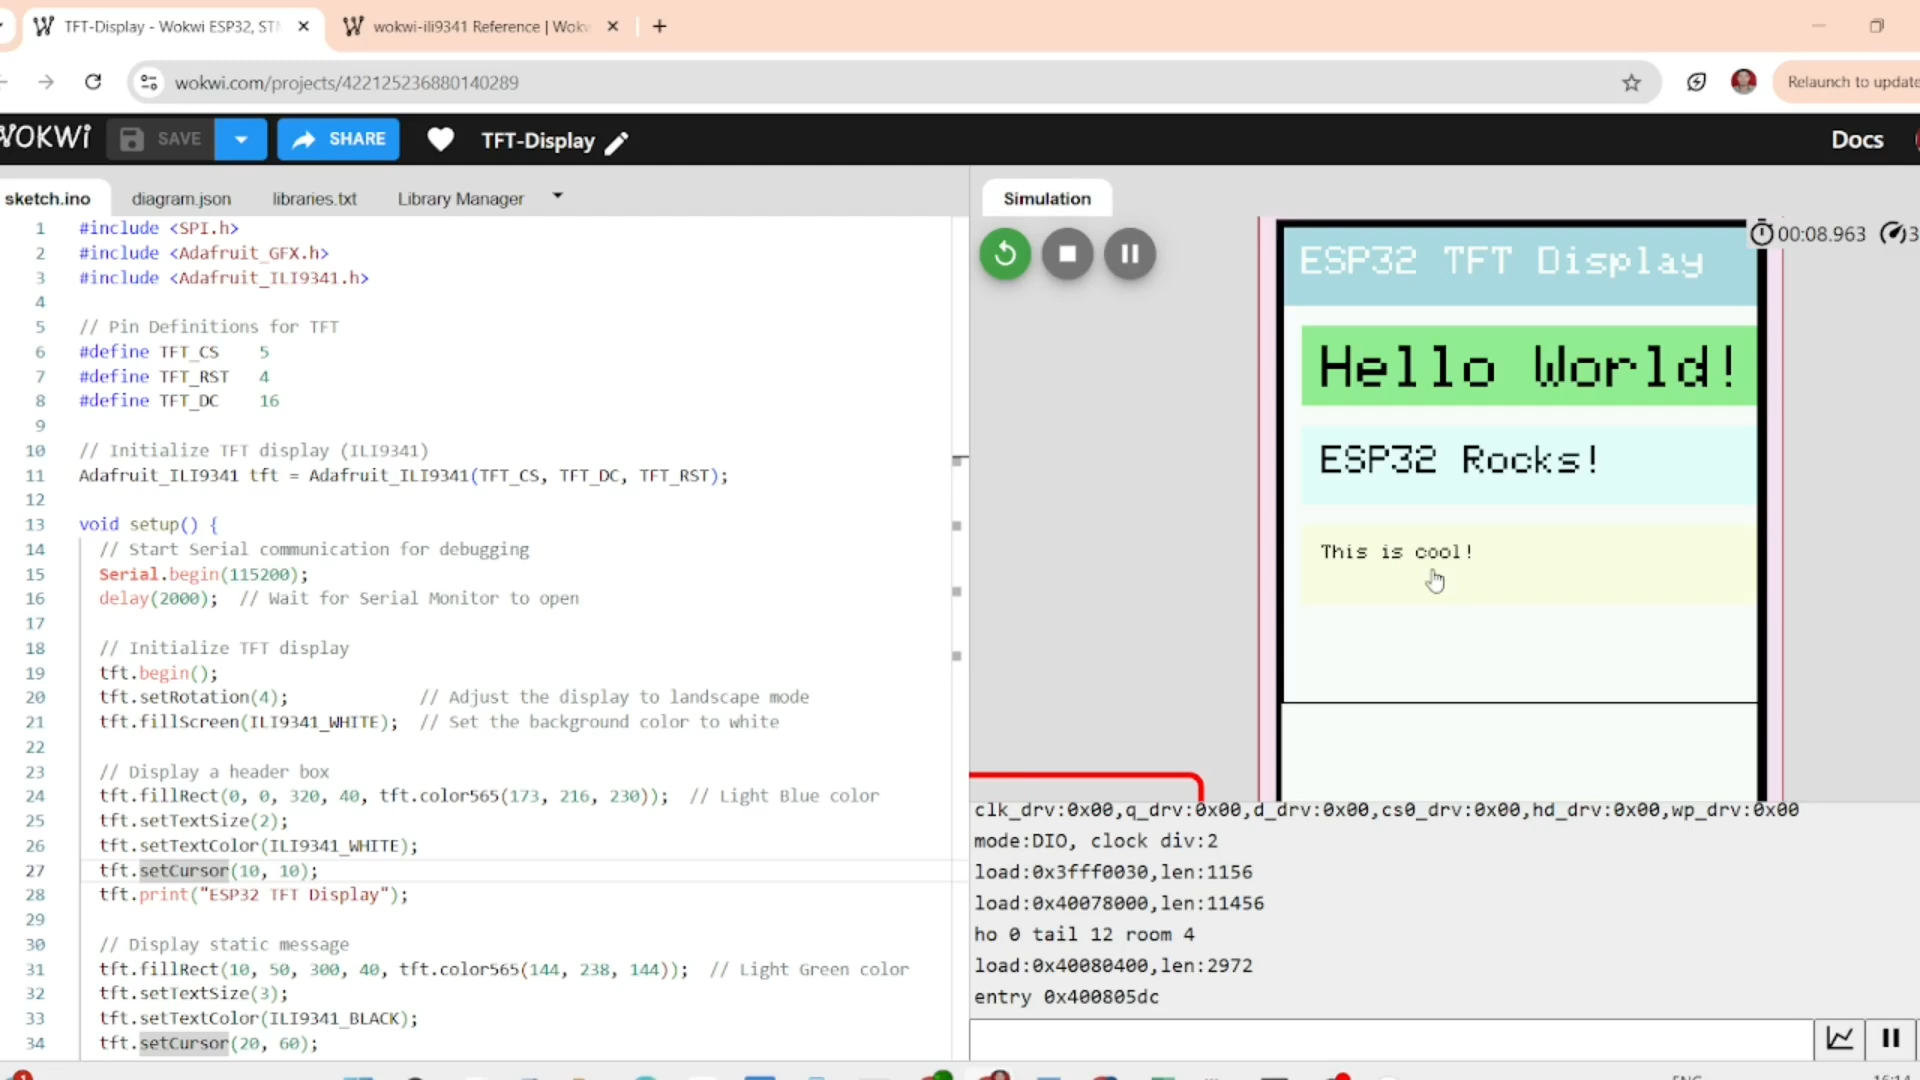 TFT-Display - Wokwi ESP32, ST
wokwi-ili9341 Reference | Wokw
wokwi.com/projects/422125236880140289
Relaunch to update
WOKWi
SAVE
SHARE
TFT-Display
Docs
sketch.ino
diagram.json
libraries.txt
Library Manager
1 #include <SPI.h>
2 #include <Adafruit_GFX.h>
3 #include <Adafruit_ILI9341.h>
4
5 // Pin Definitions for TFT
6 #define TFT_CS 5
7 #define TFT_RST 4
8 #define TFT_DC 16
9
10 // Initialize TFT display (ILI9341)
11 Adafruit_ILI9341 tft = Adafruit_ILI9341(TFT_CS, TFT_DC, TFT_RST);
12
13 void setup() {
14 // Start Serial communication for debugging
15 Serial.begin(115200);
16 delay(2000); // Wait for Serial Monitor to open
17
18 // Initialize TFT display
19 tft.begin();
20 tft.setRotation(4); // Adjust the display to landscape mode
21 tft.fillScreen(ILI9341_WHITE); // Set the background color to white
22
23 // Display a header box
24 tft.fillRect(0, 0, 320, 40, tft.color565(173, 216, 230)); // Light Blue color
25 tft.setTextSize(2);
26 tft.setTextColor(ILI9341_WHITE);
27 tft.setCursor(10, 10);
28 tft.print("ESP32 TFT Display");
29
30 // Display static message
31 tft.fillRect(10, 50, 300, 40, tft.color565(144, 238, 144)); // Light Green color
32 tft.setTextSize(3);
33 tft.setTextColor(ILI9341_BLACK);
34 tft.setCursor(20, 60);
Simulation
00:08.963
3
ESP32 TFT Display
Hello World!
ESP32 Rocks!
This is cool!
clk_drv:0x00,q_drv:0x00,d_drv:0x00,cs0_drv:0x00,hd_drv:0x00,wp_drv:0x00
mode:DIO, clock div:2
load:0x3fff0030,len:1156
load:0x40078000,len:11456
ho 0 tail 12 room 4
load:0x40080400,len:2972
entry 0x400805dc